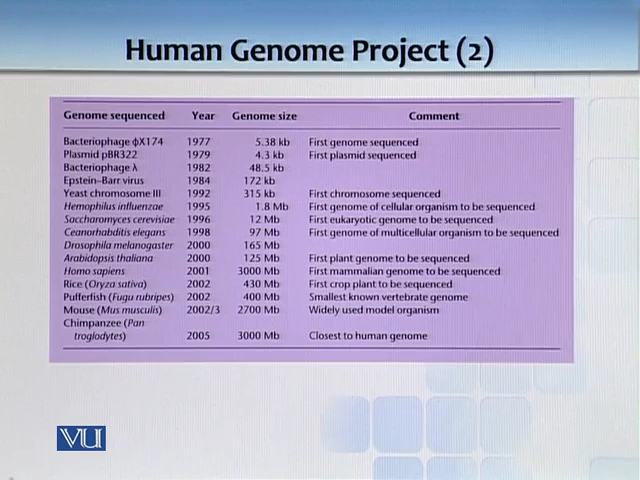 Human Genome Project (2)
Genome sequenced Year Genome size Comment
Bacteriophage ϕX174 1977 5.38 kb First genome sequenced
Plasmid pBR322 1979 4.3 kb First plasmid sequenced
Bacteriophage λ 1982 48.5 kb
Epstein–Barr virus 1984 172 kb
Yeast chromosome III 1992 315 kb First chromosome sequenced
Hemophilus influenzae 1995 1.8 Mb First genome of cellular organism to be sequenced
Saccharomyces cerevisiae 1996 12 Mb First eukaryotic genome to be sequenced
Ceanorhabditis elegans 1998 97 Mb First genome of multicellular organism to be sequenced
Drosophila melanogaster 2000 165 Mb
Arabidopsis thaliana 2000 125 Mb First plant genome to be sequenced
Homo sapiens 2001 3000 Mb First mammalian genome to be sequenced
Rice (Oryza sativa) 2002 430 Mb First crop plant to be sequenced
Pufferfish (Fugu rubripes) 2002 400 Mb Smallest known vertebrate genome
Mouse (Mus musculis) 2002/3 2700 Mb Widely used model organism
Chimpanzee (Pan
troglodytes) 2005 3000 Mb Closest to human genome
VU